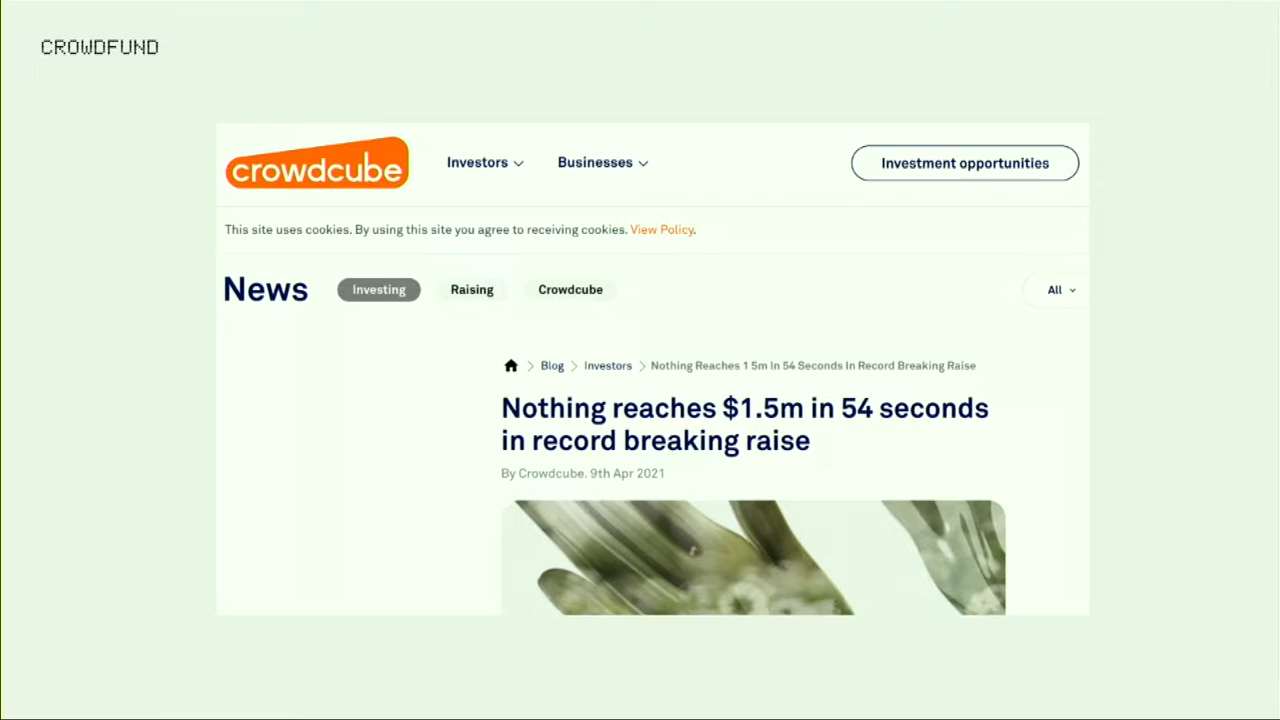 CROWDFUND
crowdcube
Investors
Businesses
Investment opportunities
This site uses cookies. By using this site you agree to receiving cookies. View Policy.
News
Investing
Raising
Crowdcube
All
Blog
Investors
Nothing Reaches 1 5m In 54 Seconds In Record Breaking Raise
Nothing reaches $1.5m in 54 seconds
in record breaking raise
By Crowdcube. 9th Apr 2021